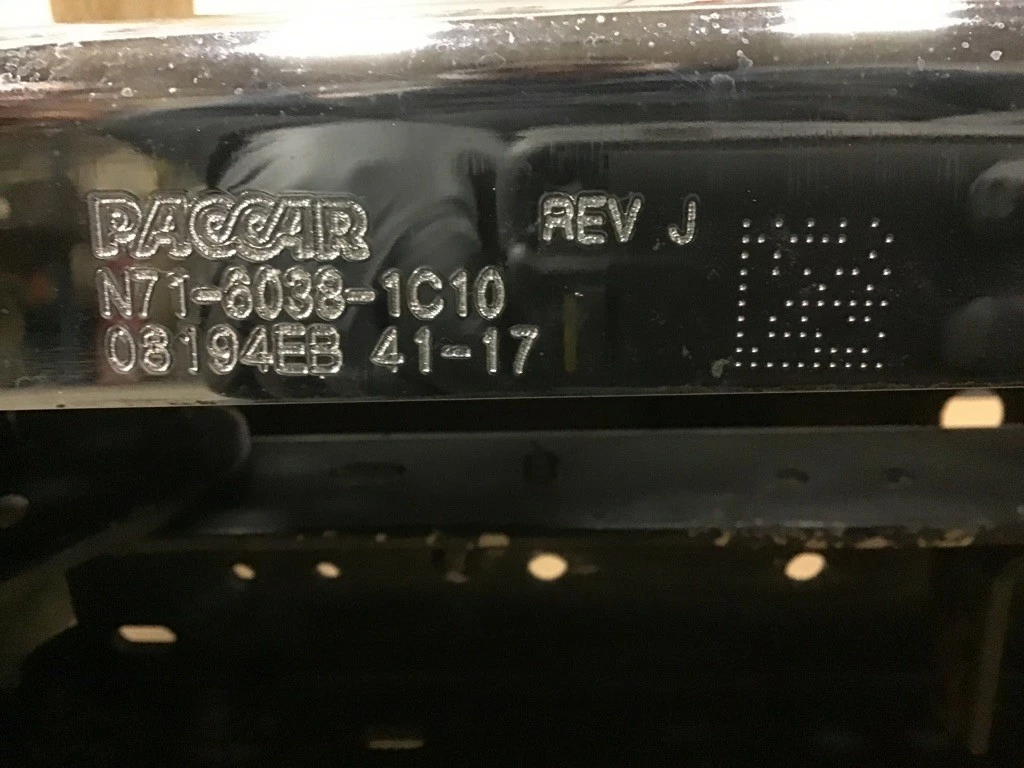 PACCAR REV J
N71-6038-1C10
08194EB 41-17